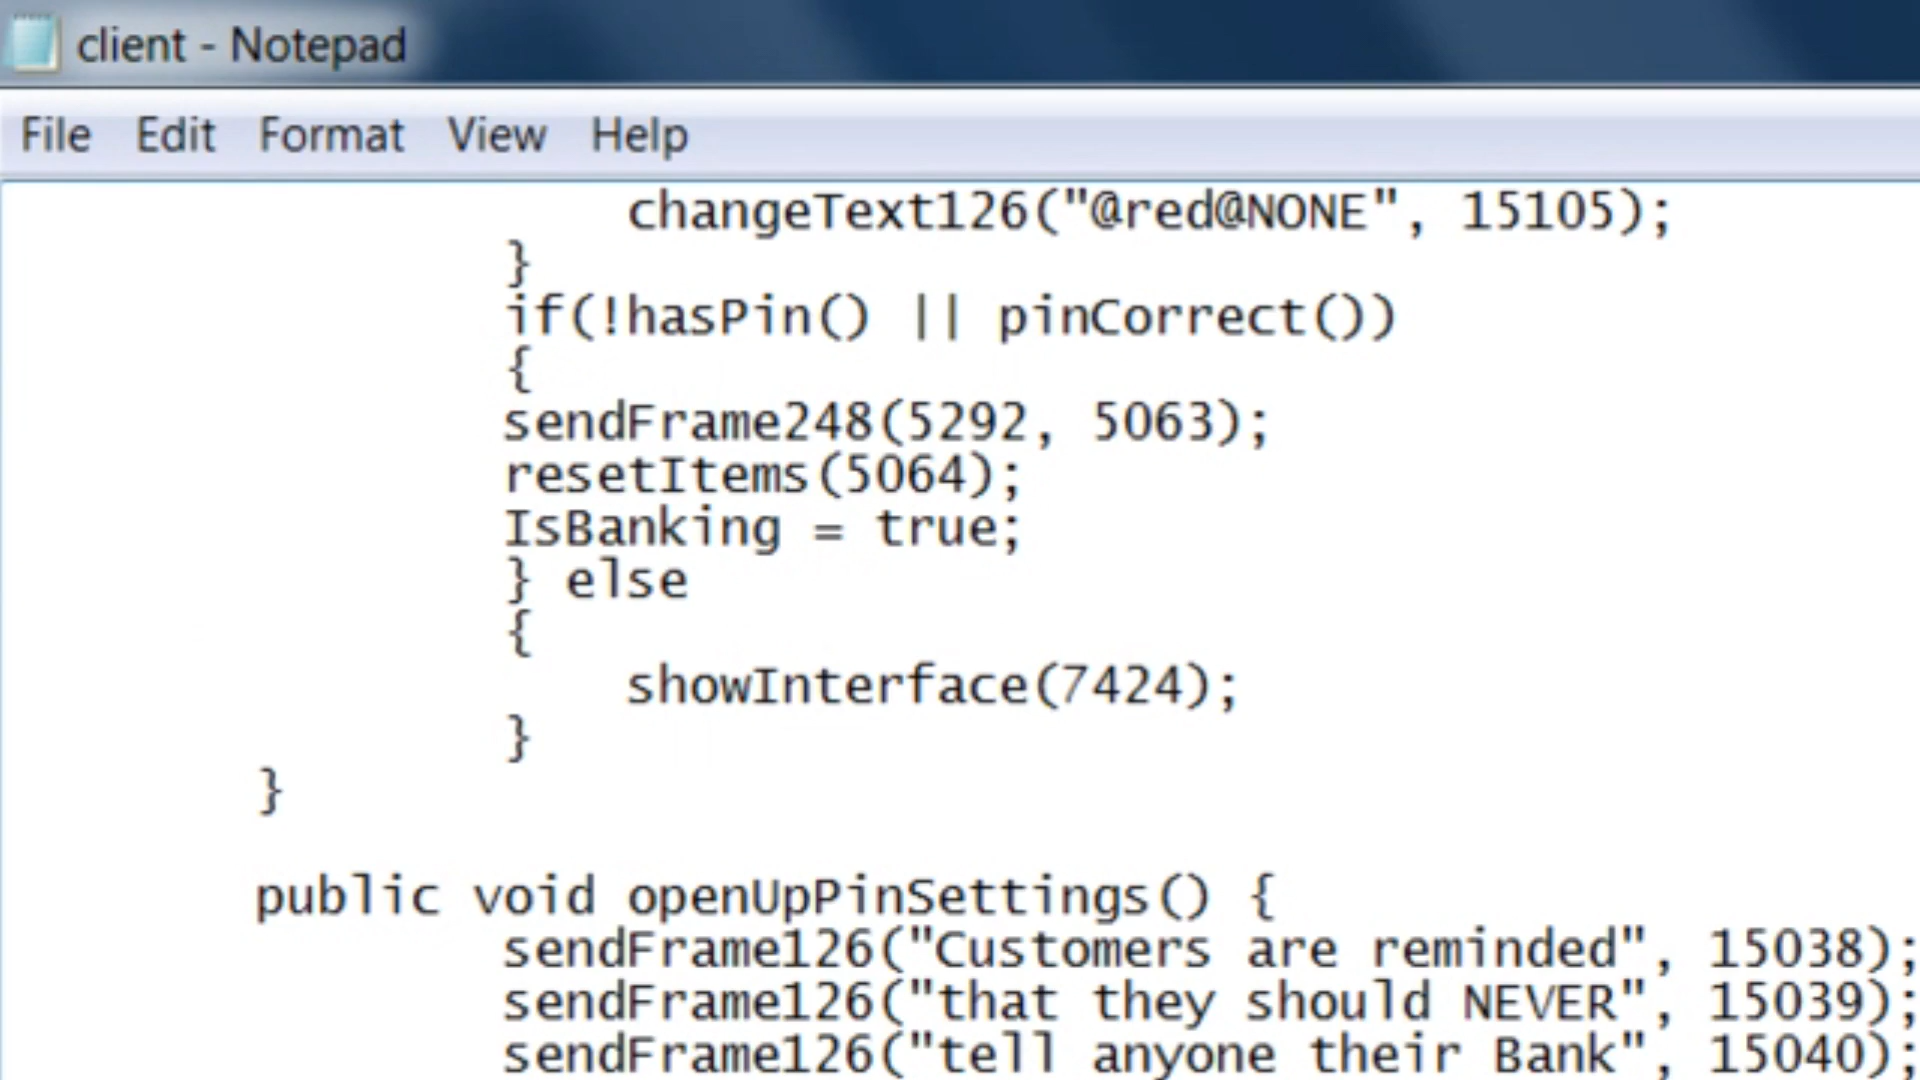 client - Notepad
File Edit Format View Help
changeText126("@red@NONE", 15105);
}
if(!hasPin() || pinCorrect())
{
sendFrame248(5292, 5063);
resetItems(5064);
IsBanking = true;
} else
{
showInterface(7424);
}
}
public void openUpPinSettings() {
sendFrame126("Customers are reminded", 15038);
sendFrame126("that they should NEVER", 15039);
sendFrame126("tell anyone their Bank", 15040);